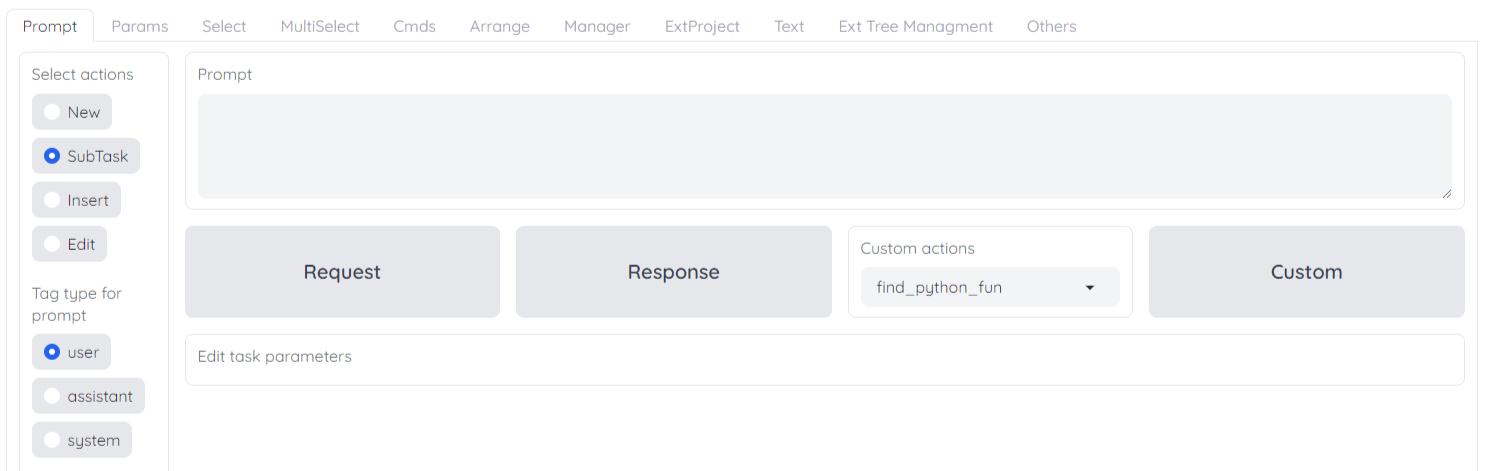 Prompt Params Select MultiSelect Cmds Arrange Manager ExtProject Text Ext Tree Managment Others
Select actions
New
SubTask
Insert
Edit
Tag type for
prompt
user
assistant
system
Prompt
Request Response
Custom actions
find_python_fun
Custom
Edit task parameters